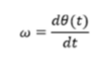 ω = dθ(t)/dt